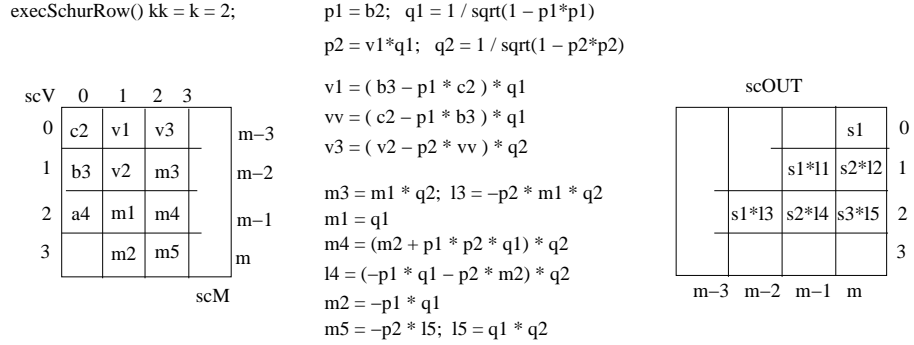 execSchurRow() kk = k = 2;
p1 = b2; q1 = 1 / sqrt(1 − p1*p1)
p2 = v1*q1; q2 = 1 / sqrt(1 − p2*p2)
v1 = ( b3 − p1 * c2 ) * q1
vv = ( c2 − p1 * b3 ) * q1
v3 = ( v2 − p2 * vv ) * q2
m3 = m1 * q2; l3 = −p2 * m1 * q2
m1 = q1
m4 = (m2 + p1 * p2 * q1) * q2
l4 = (−p1 * q1 − p2 * m2) * q2
m2 = −p1 * q1
m5 = −p2 * l5; l5 = q1 * q2
scV 0 1 2 3
0 c2 v1 v3 m−3
1 b3 v2 m3 m−2
2 a4 m1 m4 m−1
3 m2 m5 m
scM
scOUT
s1 0
s1*l1 s2*l2 1
s1*l3 s2*l4 s3*l5 2
3
m−3 m−2 m−1 m